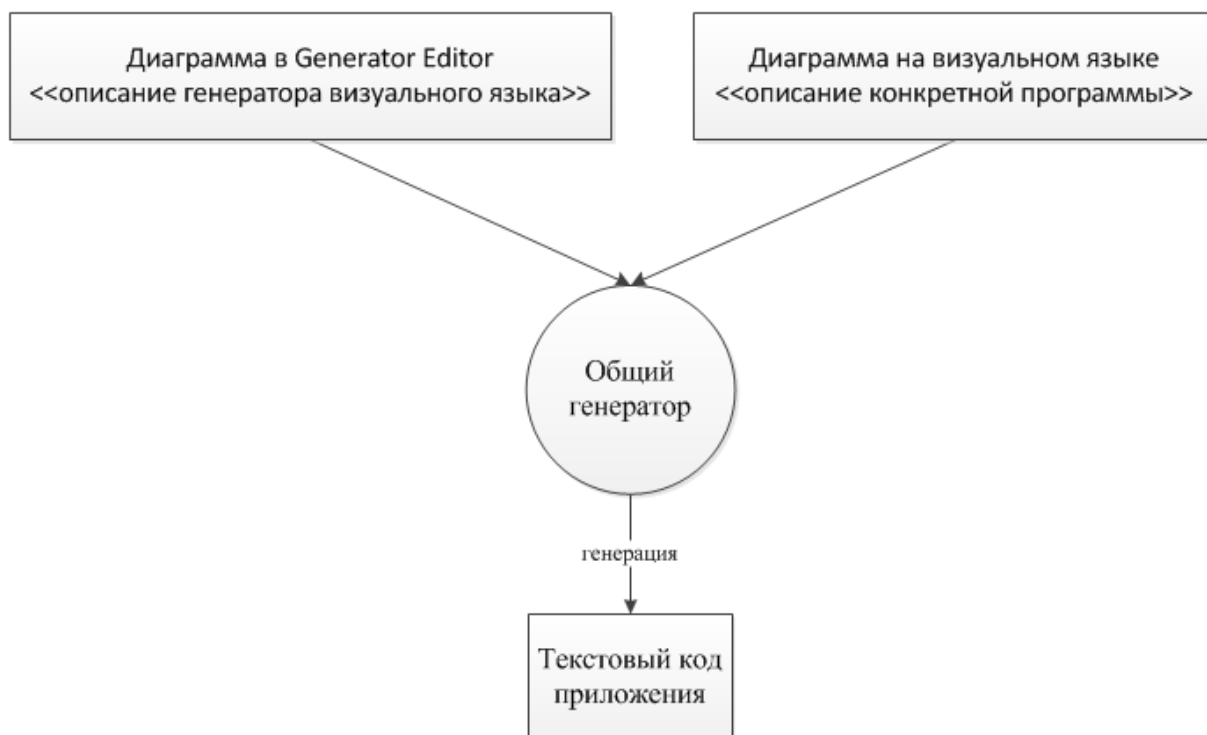 Диаграмма в Generator Editor
<<описание генератора визуального языка>>
Диаграмма на визуальном языке
<<описание конкретной программы>>
Общий
генератор
генерация
Текстовый код
приложения